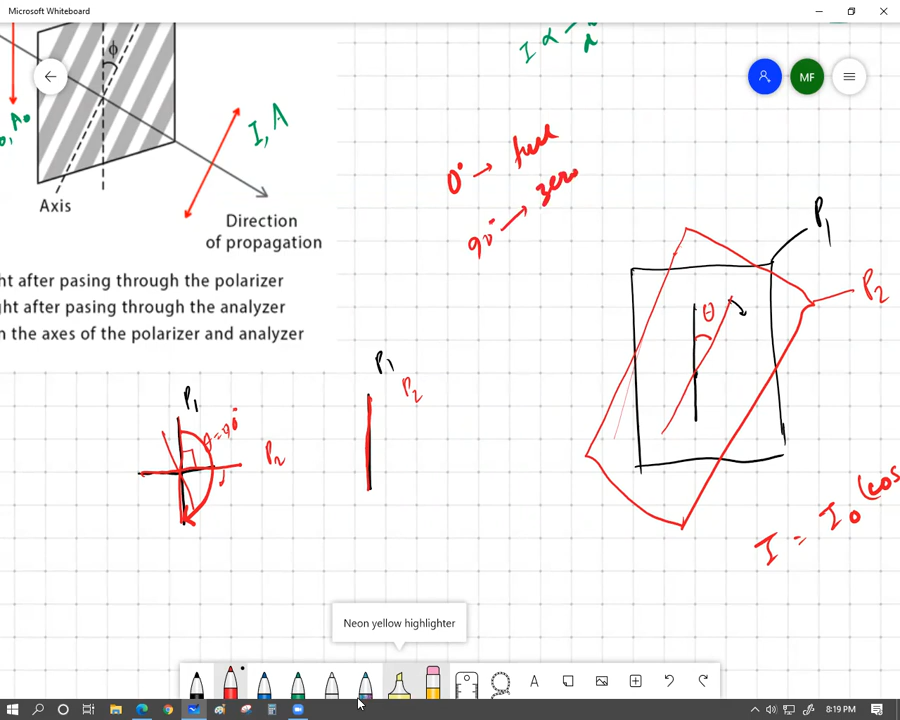 Microsoft Whiteboard
MF
ϕ
I, A
Axis
Direction
of propagation
I α
0° →
90° → zero
P₁
P₂
θ
ght after pasing through the polarizer
ght after pasing through the analyzer
n the axes of the polarizer and analyzer
P₁
θ = 90°
P₂
P₁
P₂
I = I₀ (cos
Neon yellow highlighter
A
8:19 PM